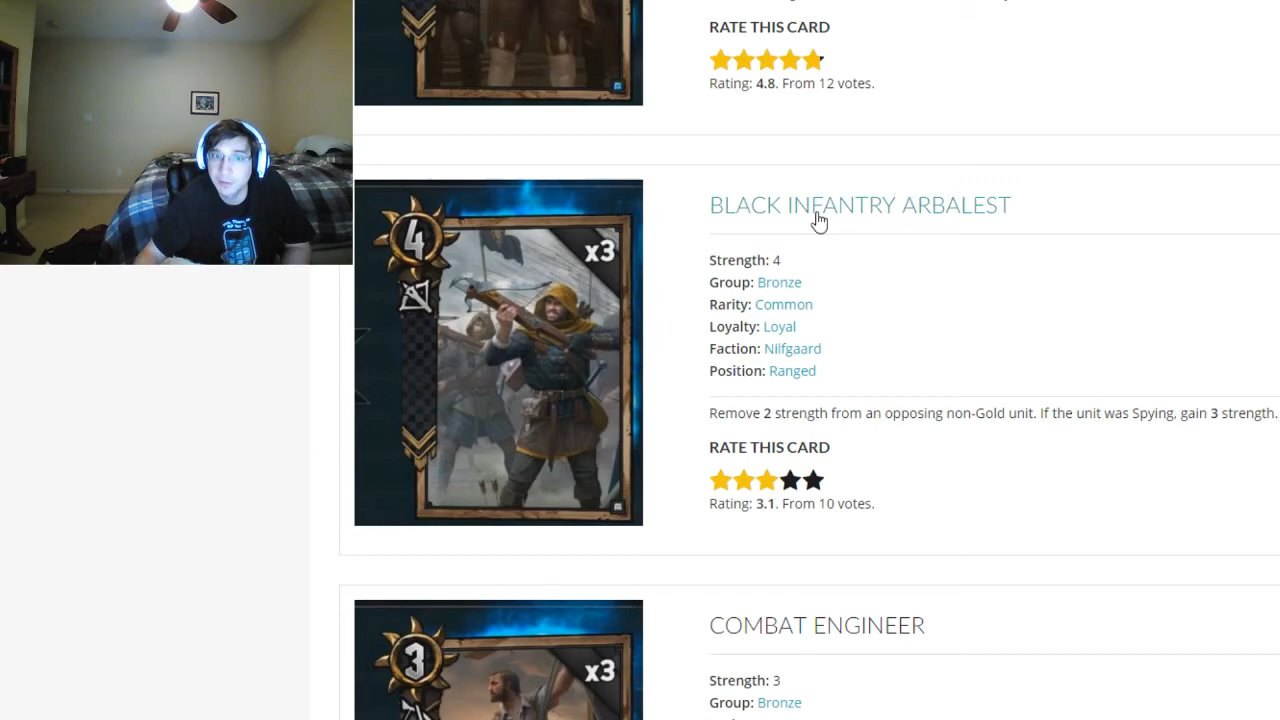 RATE THIS CARD
Rating: 4.8. From 12 votes.
4
x3
BLACK INFANTRY ARBALEST
Strength: 4
Group: Bronze
Rarity: Common
Loyalty: Loyal
Faction: Nilfgaard
Position: Ranged
Remove 2 strength from an opposing non-Gold unit. If the unit was Spying, gain 3 strength.
RATE THIS CARD
Rating: 3.1. From 10 votes.
3
x3
COMBAT ENGINEER
Strength: 3
Group: Bronze